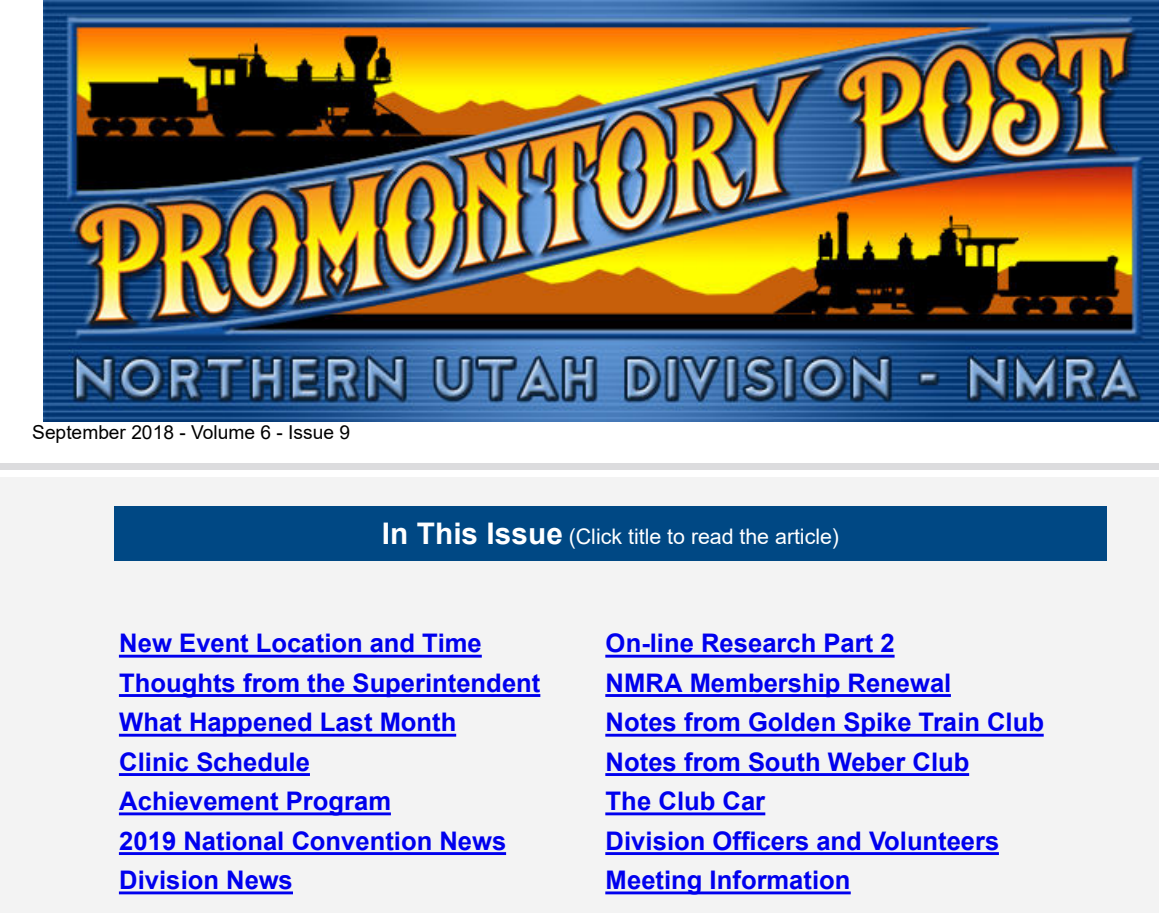 PROMONTORY POST
NORTHERN UTAH DIVISION - NMRA
September 2018 - Volume 6 - Issue 9
In This Issue (Click title to read the article)
New Event Location and Time
Thoughts from the Superintendent
What Happened Last Month
Clinic Schedule
Achievement Program
2019 National Convention News
Division News
On-line Research Part 2
NMRA Membership Renewal
Notes from Golden Spike Train Club
Notes from South Weber Club
The Club Car
Division Officers and Volunteers
Meeting Information